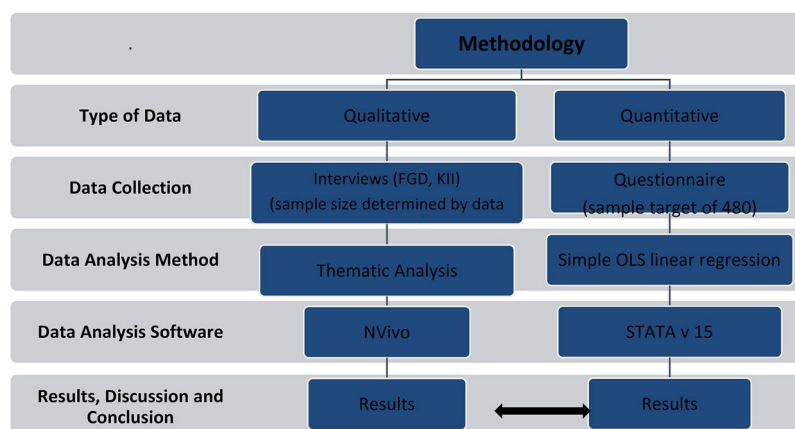 .
Methodology
Type of Data
Qualitative
Quantitative
Data Collection
Interviews (FGD, KII)
(sample size determined by data
Questionnaire
(sample target of 480)
Data Analysis Method
Thematic Analysis
Simple OLS linear regression
Data Analysis Software
NVivo
STATA v 15
Results, Discussion and
Conclusion
Results
Results